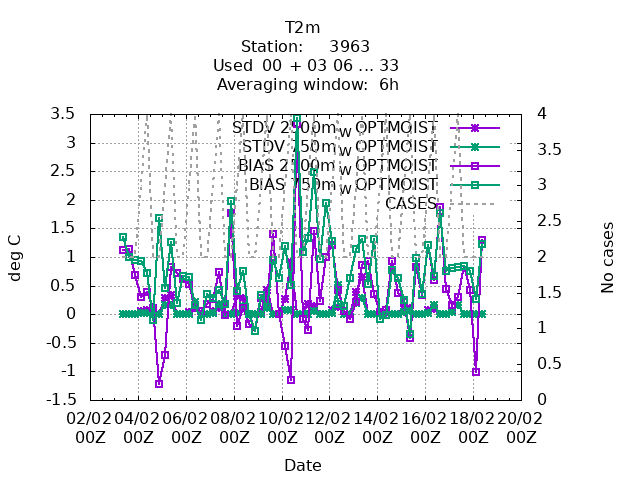 T2m
Station: 3963
Used 00 + 03 06 ... 33
Averaging window: 6h
deg C
No cases
STDV 2500m_w OPTMOIST
STDV 750m_w OPTMOIST
BIAS 2500m_w OPTMOIST
BIAS 750m_w OPTMOIST
CASES
3.5
3
2.5
2
1.5
1
0.5
0
-0.5
-1
-1.5
4
3.5
3
2.5
2
1.5
1
0.5
0
02/02 04/02 06/02 08/02 10/02 12/02 14/02 16/02 18/02 20/02
00Z 00Z 00Z 00Z 00Z 00Z 00Z 00Z 00Z 00Z
Date